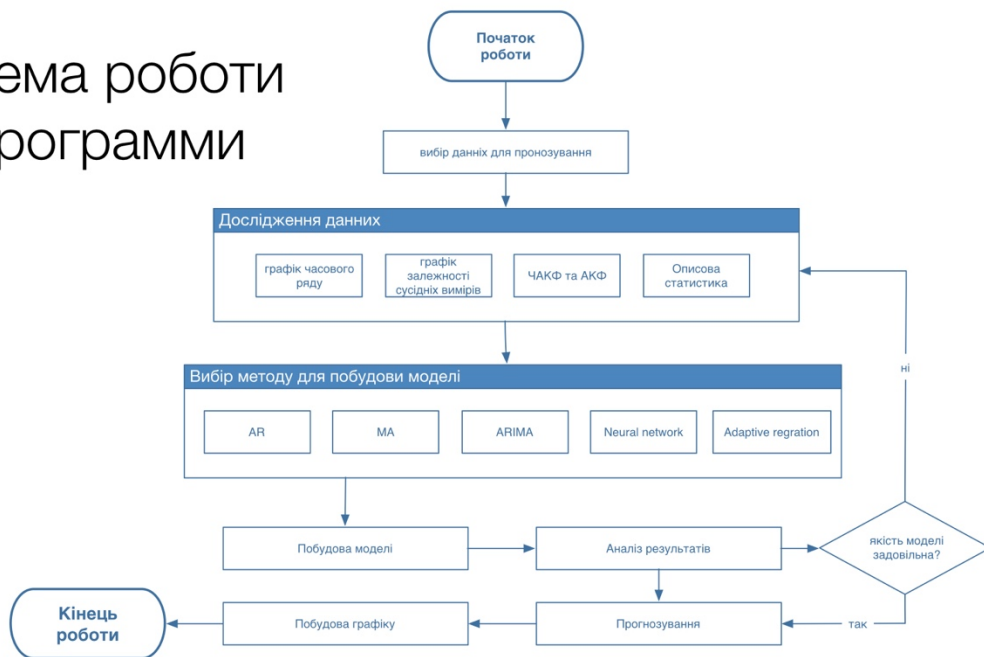 ема роботи
рограмми
Початок
роботи
вибір данніх для пронозування
Дослідження данних
графік часового
ряду
графік
залежності
сусідніх вимірів
ЧАКФ та АКФ
Описова
статистика
ні
Вибір методу для побудови моделі
AR
MA
ARIMA
Neural network
Adaptive regration
Побудова моделі
Аналіз результатів
якість моделі
задовільна?
Кінець
роботи
Побудова графіку
Прогнозування
так